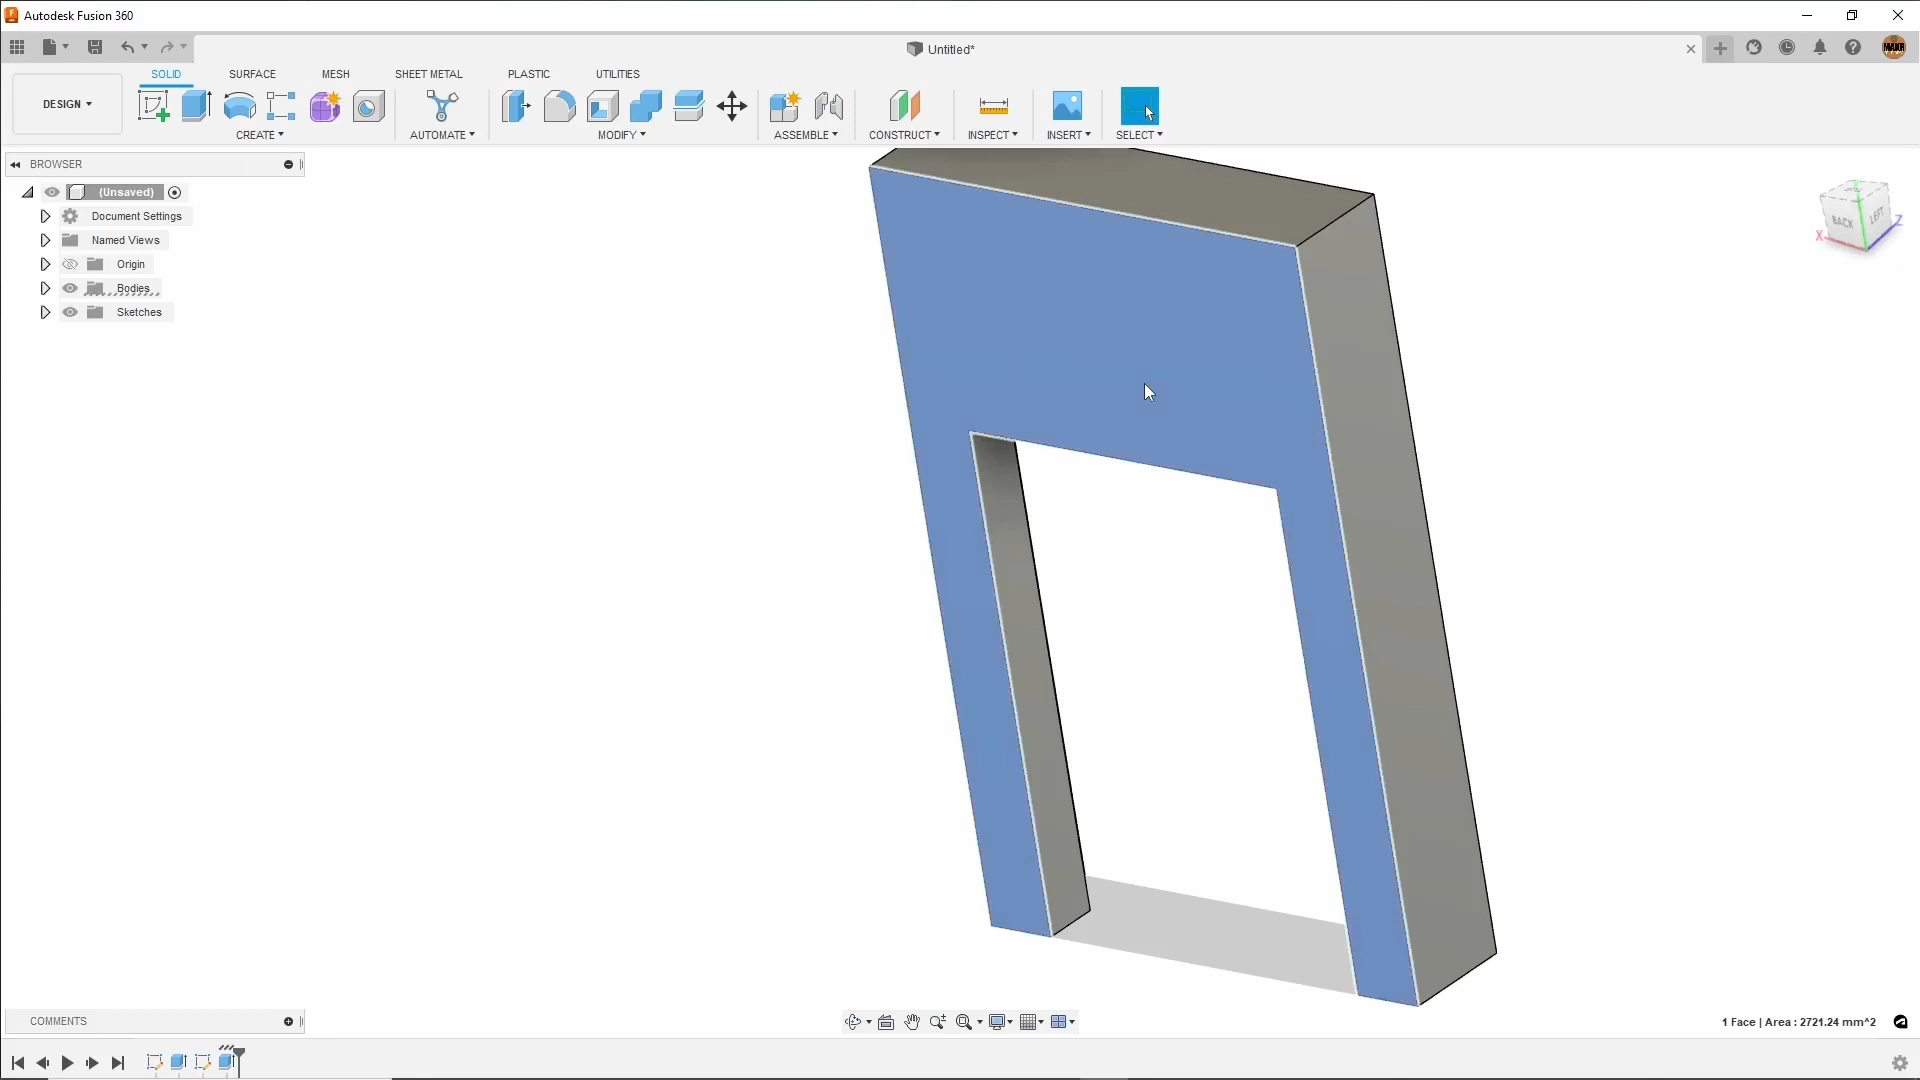 Autodesk Fusion 360
Untitled*
SOLID SURFACE MESH SHEET METAL PLASTIC UTILITIES
DESIGN
CREATE AUTOMATE MODIFY ASSEMBLE CONSTRUCT INSPECT INSERT SELECT
BROWSER
(Unsaved)
Document Settings
Named Views
Origin
Bodies
Sketches
BACK LEFT
X Z
COMMENTS
1 Face | Area : 2721.24 mm^2